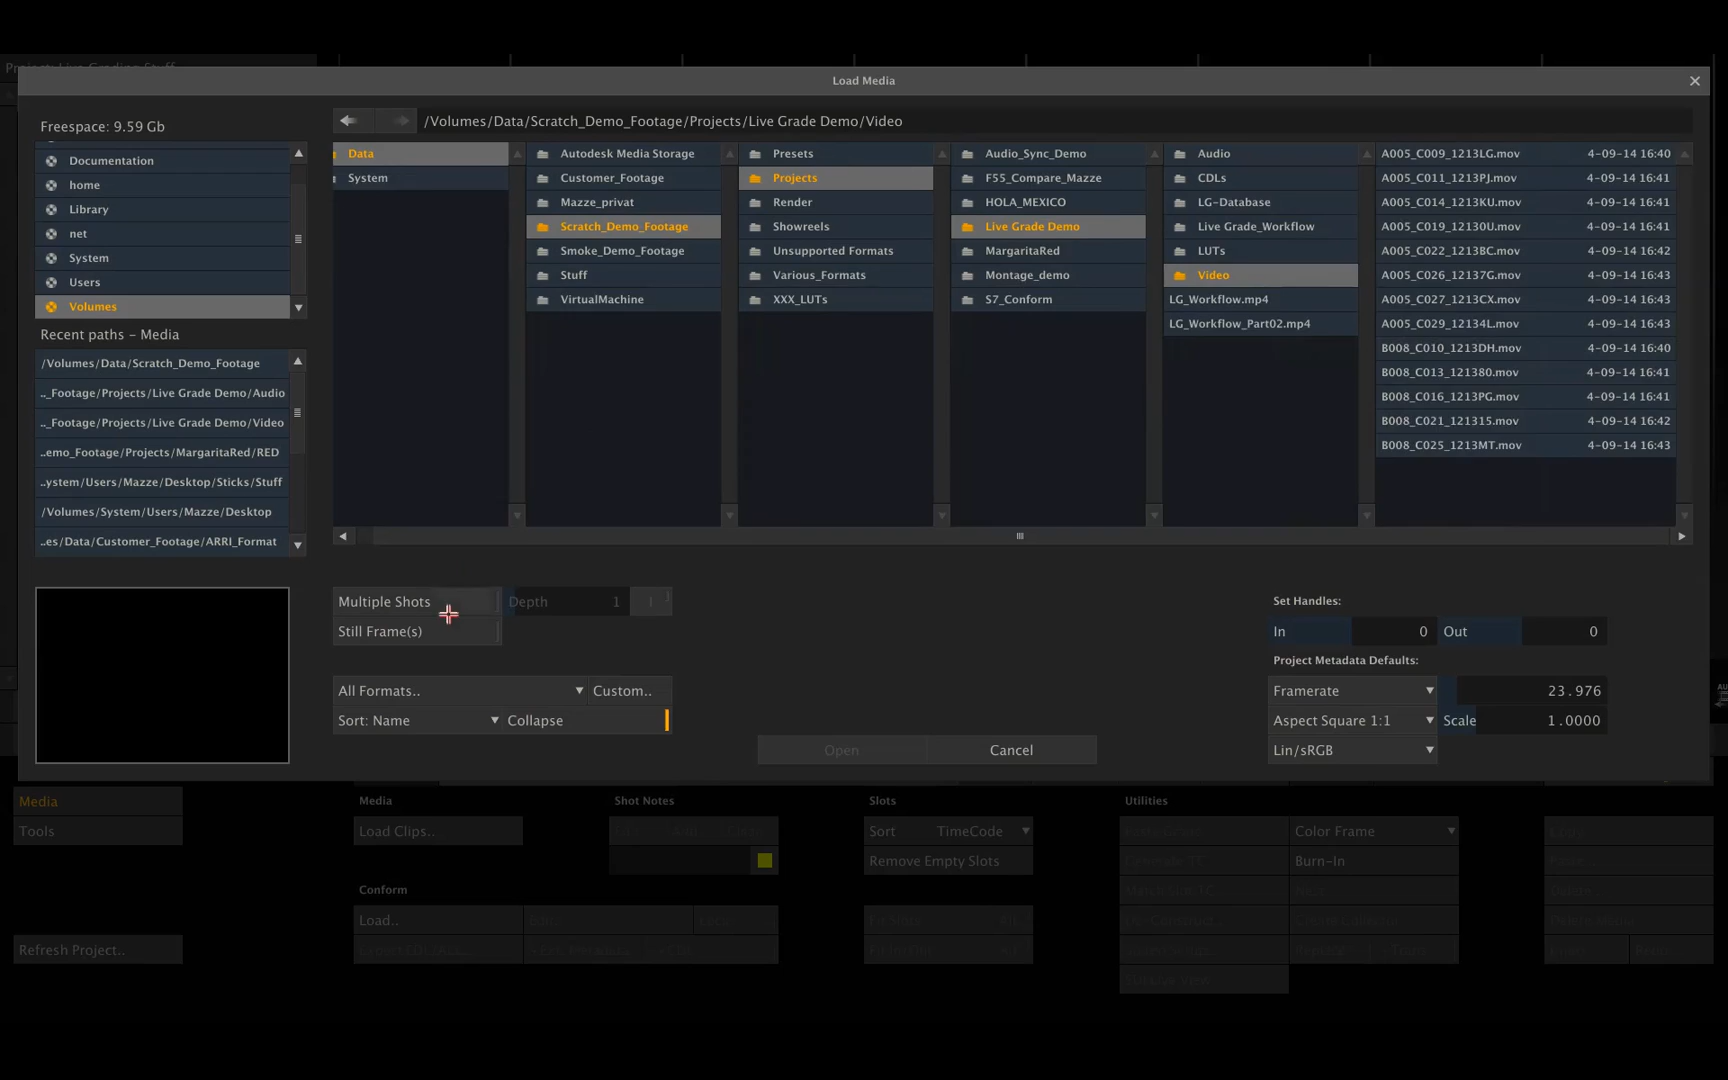 Project: Live Grading Stuff
Load Media
Freespace: 9.59 Gb
/Volumes/Data/Scratch_Demo_Footage/Projects/Live Grade Demo/Video
Documentation
home
Library
net
System
Users
Volumes
Recent paths - Media
/Volumes/Data/Scratch_Demo_Footage
.._Footage/Projects/Live Grade Demo/Audio
.._Footage/Projects/Live Grade Demo/Video
..emo_Footage/Projects/MargaritaRed/RED
..ystem/Users/Mazze/Desktop/Sticks/Stuff
/Volumes/System/Users/Mazze/Desktop
..es/Data/Customer_Footage/ARRI_Format
Data
System
Autodesk Media Storage
Customer_Footage
Mazze_privat
Scratch_Demo_Footage
Smoke_Demo_Footage
Stuff
VirtualMachine
Presets
Projects
Render
Showreels
Unsupported Formats
Various_Formats
XXX_LUTs
Audio_Sync_Demo
F55_Compare_Mazze
HOLA_MEXICO
Live Grade Demo
MargaritaRed
Montage_demo
S7_Conform
Audio
CDLs
LG-Database
Live Grade_Workflow
LUTs
Video
LG_Workflow.mp4
LG_Workflow_Part02.mp4
A005_C009_1213LG.mov 4-09-14 16:40
A005_C011_1213PJ.mov 4-09-14 16:41
A005_C014_1213KU.mov 4-09-14 16:41
A005_C019_12130U.mov 4-09-14 16:41
A005_C022_1213BC.mov 4-09-14 16:42
A005_C026_12137G.mov 4-09-14 16:43
A005_C027_1213CX.mov 4-09-14 16:43
A005_C029_12134L.mov 4-09-14 16:43
B008_C010_1213DH.mov 4-09-14 16:40
B008_C013_121380.mov 4-09-14 16:41
B008_C016_1213PG.mov 4-09-14 16:41
B008_C021_121315.mov 4-09-14 16:42
B008_C025_1213MT.mov 4-09-14 16:43
Multiple Shots Depth 1
Still Frame(s)
All Formats.. Custom..
Sort: Name Collapse
Open Cancel
Set Handles:
In 0 Out 0
Project Metadata Defaults:
Framerate 23.976
Aspect Square 1:1 Scale 1.0000
Lin/sRGB
Media
Tools
Refresh Project..
Media
Load Clips..
Conform
Load..
Shot Notes
Slots
Sort TimeCode
Remove Empty Slots
Utilities
Color Frame
Burn-In